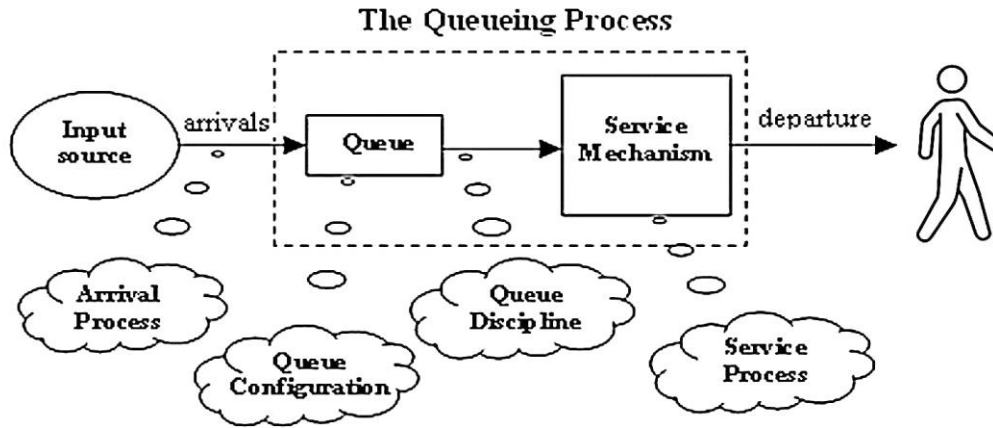 The Queueing Process
Input
source
arrivals
Queue
Service
Mechanism
departure
Arrival
Process
Queue
Configuration
Queue
Discipline
Service
Process